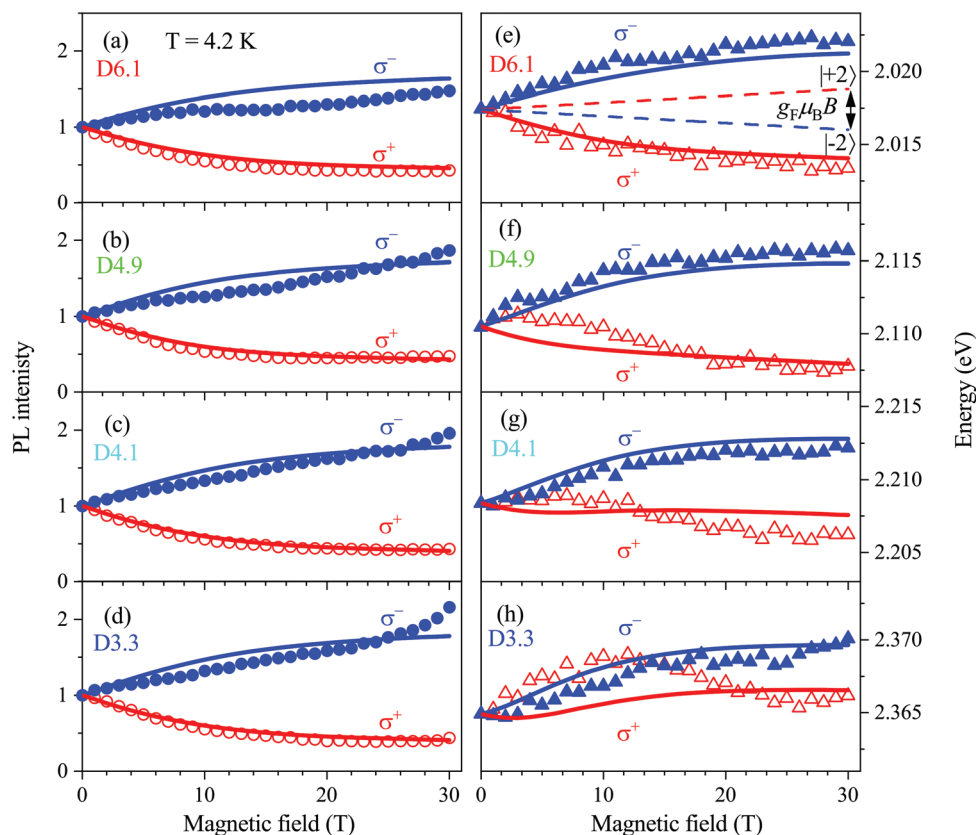 PL intenisty
(a) T = 4.2 K
D6.1
σ⁻
σ⁺
2
1
0
(b)
D4.9
σ⁻
σ⁺
2
1
0
(c)
D4.1
σ⁻
σ⁺
2
1
0
(d)
D3.3
σ⁻
σ⁺
2
1
0
0 10 20 30
Magnetic field (T)
(e)
D6.1
σ⁻
|+2⟩
g_Fμ_BB
|-2⟩
σ⁺
2.020
2.015
(f)
D4.9
σ⁻
σ⁺
2.115
2.110
(g)
D4.1
σ⁻
σ⁺
2.215
2.210
2.205
(h)
D3.3
σ⁻
σ⁺
2.370
2.365
0 10 20 30
Magnetic field (T)
Energy (eV)